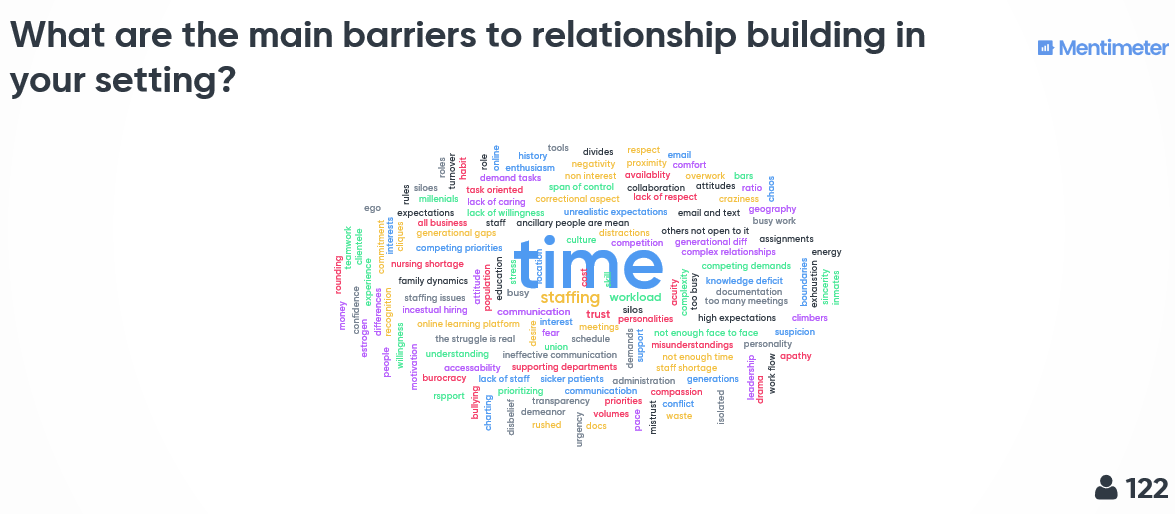 What are the main barriers to relationship building in
your setting?
Mentimeter
tools
divides
respect
online
history
email
role
roles
turnover
habit
enthusiasm
negativity
proximity
comfort
demand tasks
non interest
availablity
overwork
bars
rules
siloes
task oriented
span of control
collaboration
attitudes
ratio
chaos
millenials
lack of caring
correctional aspect
lack of respect
craziness
ego
expectations
lack of willingness
unrealistic expectations
email and text
geography
all business
staff
ancillary people are mean
busy work
teamwork
clientele
commitment
interests
cliques
generational gaps
distractions
others not open to it
culture
competition
generational diff
assignments
competing priorities
time
location
complex relationships
energy
rounding
experience
nursing shortage
education
stress
cost
skill
competing demands
boundaries
exhaustion
sincerity
inmates
family dynamics
attitude
population
acuity
complexity
too busy
knowledge deficit
money
confidence
differences
recognition
staffing issues
busy
staffing
workload
documentation
too many meetings
incestual hiring
communication
trust
silos
personalities
high expectations
climbers
estrogen
online learning platform
desire
interest
meetings
fear
not enough face to face
suspicion
willingness
the struggle is real
schedule
demands
support
misunderstandings
personality
people
motivation
understanding
union
ineffective communication
not enough time
apathy
accessability
supporting departments
staff shortage
leadership
drama
work flow
burocracy
lack of staff
sicker patients
administration
generations
rspport
bullying
charting
prioritizing
communicatiobn
compassion
isolated
transparency
priorities
conflict
disbelief
demeanor
volumes
pace
mistrust
waste
rushed
urgency
docs
122